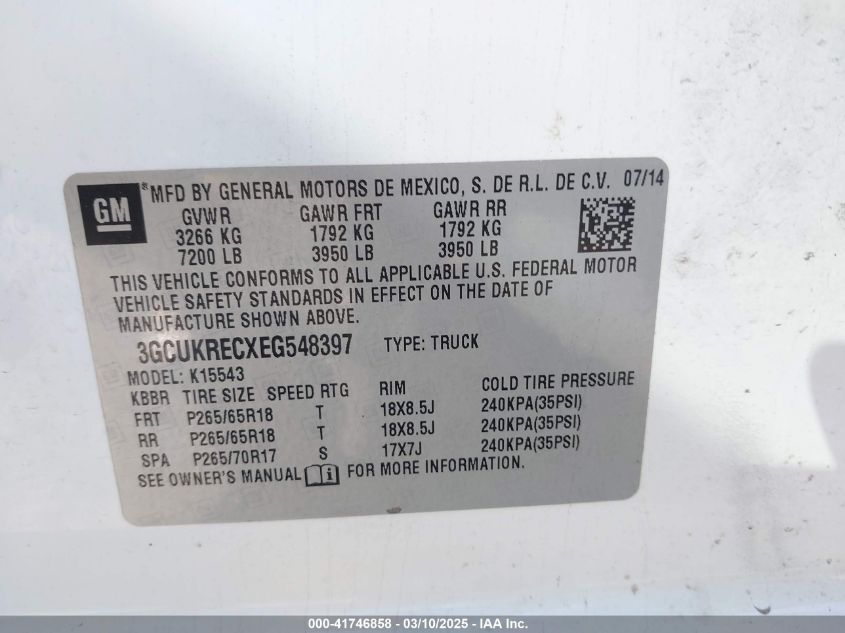 GM ®MFD BY GENERAL MOTORS DE MEXICO, S. DE R.L. DE C.V. 07/14
GVWR GAWR FRT GAWR RR
3266 KG 1792 KG 1792 KG
7200 LB 3950 LB 3950 LB
THIS VEHICLE CONFORMS TO ALL APPLICABLE U.S. FEDERAL MOTOR
VEHICLE SAFETY STANDARDS IN EFFECT ON THE DATE OF
MANUFACTURE SHOWN ABOVE.
3GCUKRECXEG548397 TYPE: TRUCK
MODEL: K15543
KBBR TIRE SIZE SPEED RTG RIM COLD TIRE PRESSURE
FRT P265/65R18 T 18X8.5J 240KPA(35PSI)
RR P265/65R18 T 18X8.5J 240KPA(35PSI)
SPA P265/70R17 S 17X7J 240KPA(35PSI)
SEE OWNER'S MANUAL i FOR MORE INFORMATION.
000-41746858 - 03/10/2025 - IAA Inc.